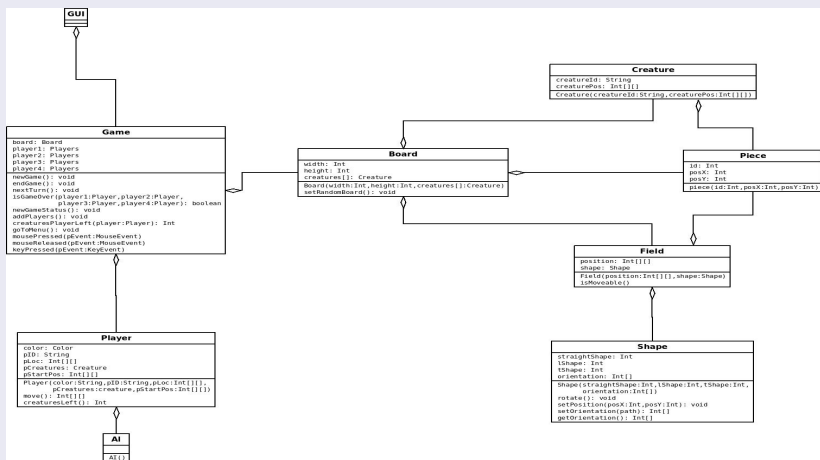 GUI
Game
board: Board
player1: Players
player2: Players
player3: Players
player4: Players
newGame(): void
endGame(): void
nextTurn(): void
isGameOver(player1:Player,player2:Player,
player3:Player,player4:Player): boolean
newGameStatus(): void
addPlayers(): void
creaturesPlayerLeft(player:Player): Int
goToMenu(): void
mousePressed(pEvent:MouseEvent)
mouseReleased(pEvent:MouseEvent)
keyPressed(pEvent:KeyEvent)
Player
color: Color
pID: String
pLoc: Int[][]
pCreatures: Creature
pStartPos: Int[][]
Player(color:String,pID:String,pLoc:Int[][],
pCreatures:creature,pStartPos:Int[][])
move(): Int[][]
creaturesLeft(): Int
AI
AI()
Board
width: Int
height: Int
creatures[]: Creature
Board(width:Int,height:Int,creatures[]:Creature)
setRandomBoard(): void
Creature
creatureId: String
creaturePos: Int[][]
Creature(creatureId:String,creaturePos:Int[][])
Piece
id: Int
posX: Int
posY: Int
piece(id:Int,posX:Int,posY:Int)
Field
position: Int[][]
shape: Shape
Field(position:Int[][],shape:Shape)
isMoveable()
Shape
straightShape: Int
lShape: Int
tShape: Int
orientation: Int[]
Shape(straightShape:Int,lShape:Int,tShape:Int,
orientation:Int[])
rotate(): void
setPosition(posX:Int,posY:Int): void
setOrientation(path): Int[]
getOrientation(): Int[]